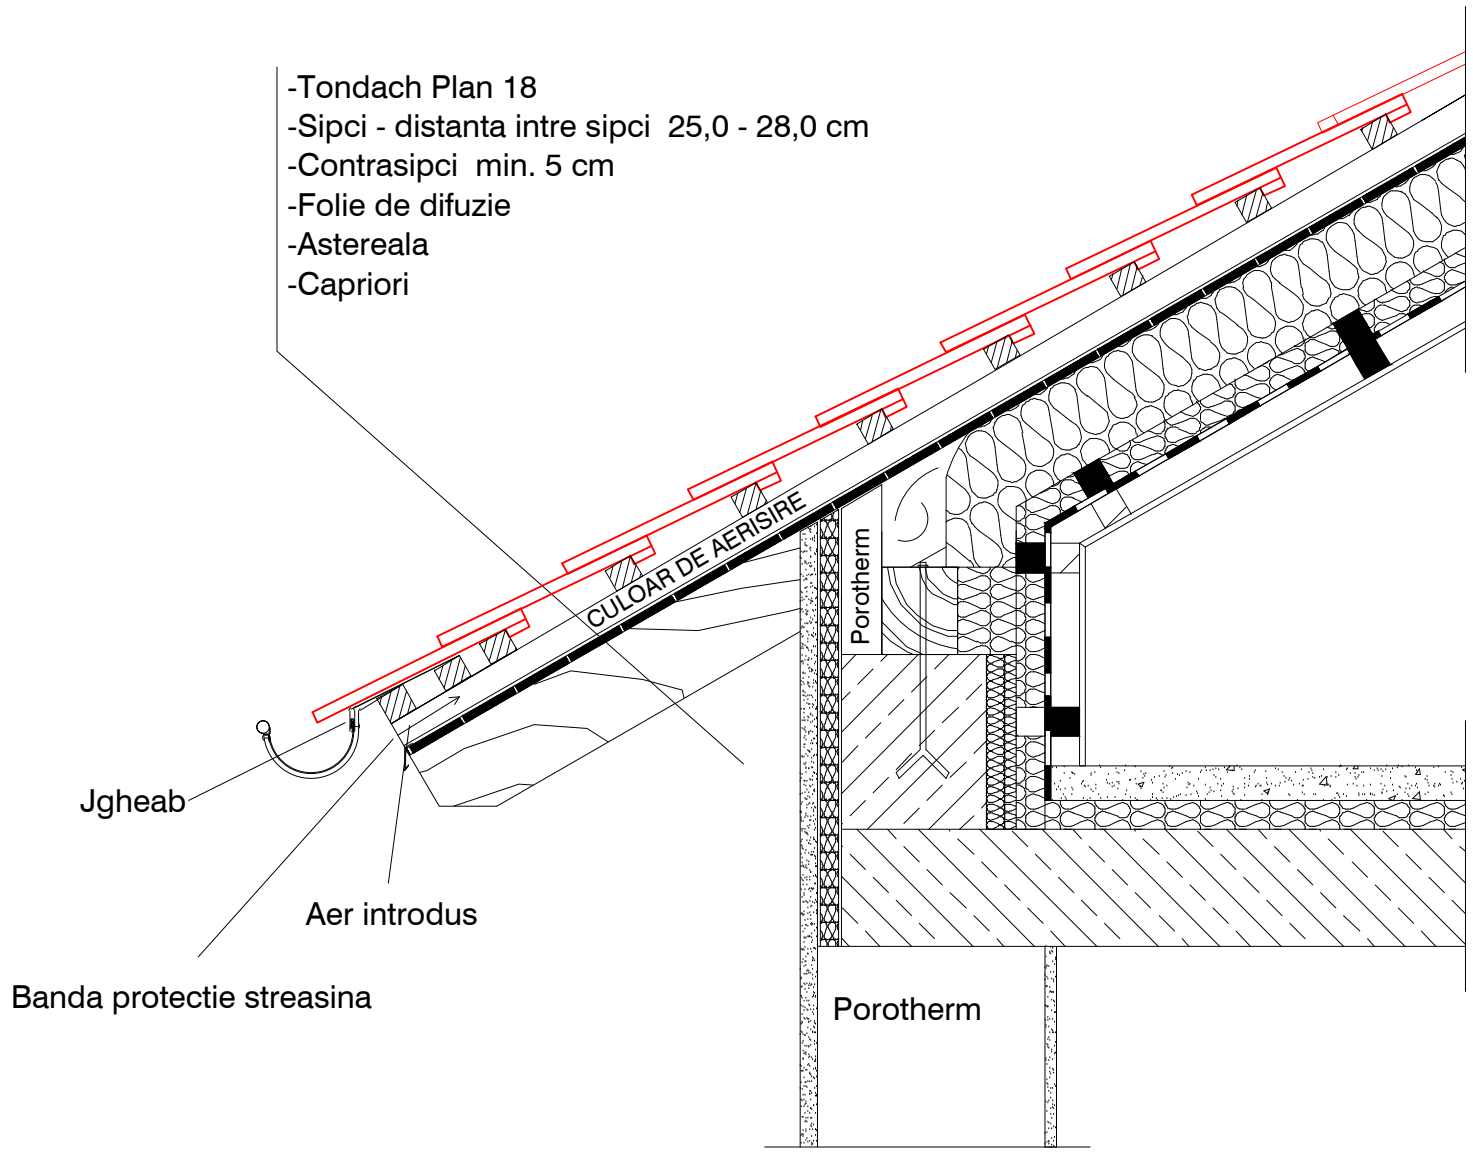 -Tondach Plan 18
-Sipci - distanta intre sipci  25,0 - 28,0 cm
-Contrasipci  min. 5 cm
-Folie de difuzie
-Astereala
-Capriori
CULOAR DE AERISIRE
Porotherm
Jgheab
Aer introdus
Banda protectie streasina
Porotherm